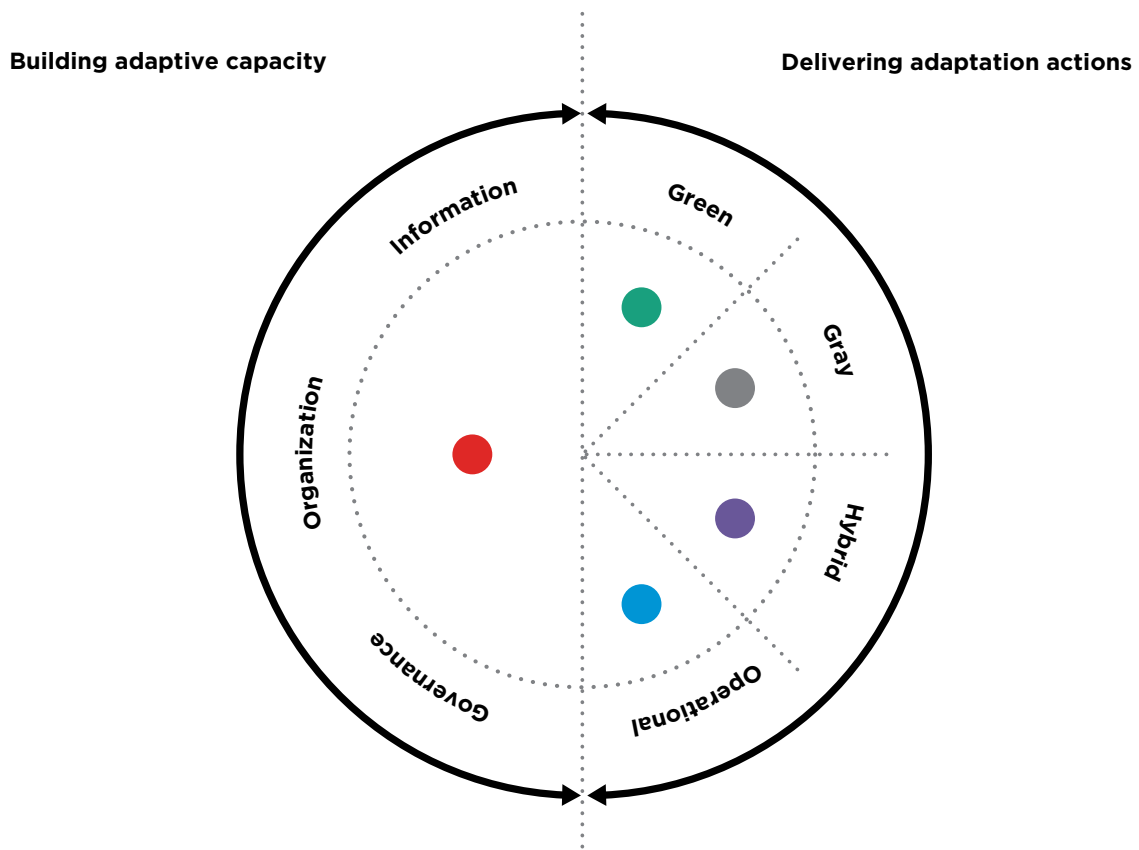 Building adaptive capacity
Delivering adaptation actions
Information
Green
Gray
Organization
Hybrid
Governance
Operational